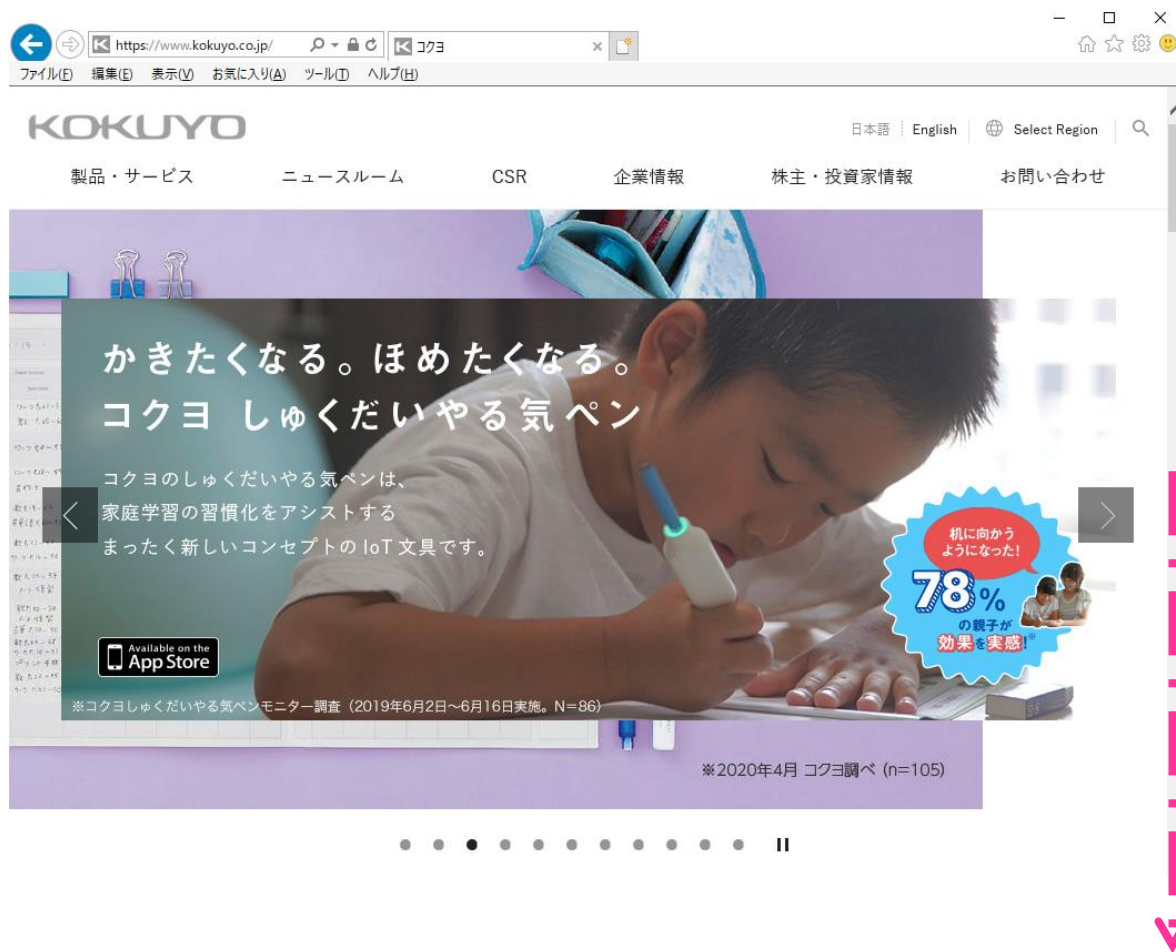 https://www.kokuyo.co.jp/
コクヨ
ファイル(F) 編集(E) 表示(V) お気に入り(A) ツール(T) ヘルプ(H)
KOKUYO
日本語 English Select Region
製品・サービス ニュースルーム CSR 企業情報 株主・投資家情報 お問い合わせ
かきたくなる。ほめたくなる。
コクヨ しゅくだいやる気ペン
コクヨのしゅくだいやる気ペンは、
家庭学習の習慣化をアシストする
まったく新しいコンセプトの IoT 文具です。
机に向かう
ようになった!
78%
の親子が
効果を実感!※
Available on the
App Store
※コクヨしゅくだいやる気ペンモニター調査（2019年6月2日〜6月16日実施。N=86）
※2020年4月 コクヨ調べ (n=105)